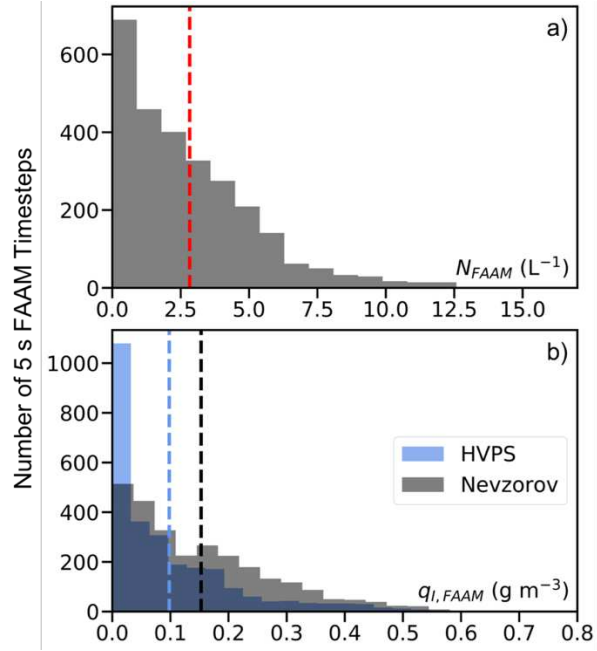 Number of 5 s FAAM Timesteps
a)
600
400
200
0
N_FAAM (L⁻¹)
0.0 2.5 5.0 7.5 10.0 12.5 15.0
b)
1000
800
600
400
200
0
HVPS
Nevzorov
q_I,FAAM (g m⁻³)
0.0 0.1 0.2 0.3 0.4 0.5 0.6 0.7 0.8